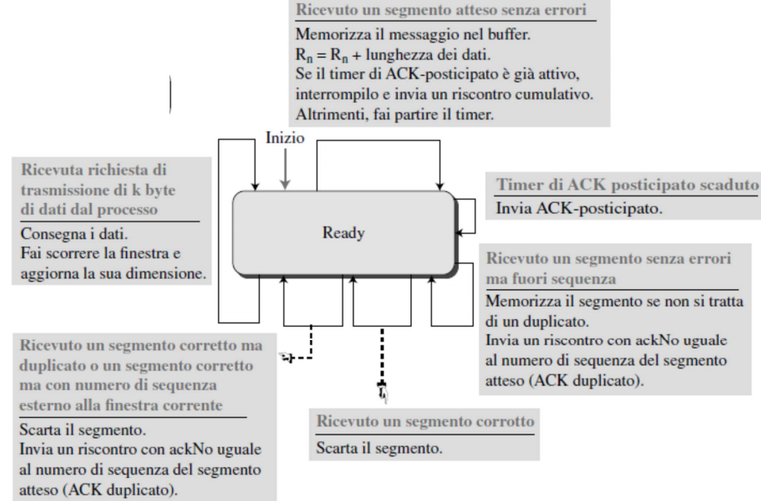 Ricevuto un segmento atteso senza errori
Memorizza il messaggio nel buffer.
Rn = Rn + lunghezza dei dati.
Se il timer di ACK-posticipato è già attivo,
interrompilo e invia un riscontro cumulativo.
Altrimenti, fai partire il timer.
Inizio
Ricevuta richiesta di
trasmissione di k byte
di dati dal processo
Consegna i dati.
Fai scorrere la finestra e
aggiorna la sua dimensione.
Ready
Timer di ACK posticipato scaduto
Invia ACK-posticipato.
Ricevuto un segmento senza errori
ma fuori sequenza
Memorizza il segmento se non si tratta
di un duplicato.
Invia un riscontro con ackNo uguale
al numero di sequenza del segmento
atteso (ACK duplicato).
Ricevuto un segmento corretto ma
duplicato o un segmento corretto
ma con numero di sequenza
esterno alla finestra corrente
Scarta il segmento.
Invia un riscontro con ackNo uguale
al numero di sequenza del segmento
atteso (ACK duplicato).
Ricevuto un segmento corrotto
Scarta il segmento.